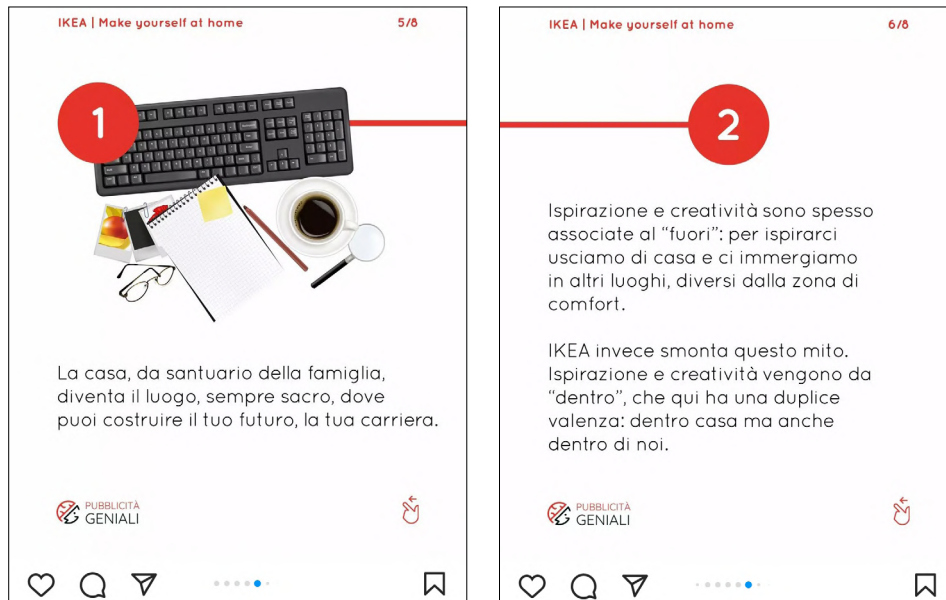 IKEA | Make yourself at home
5/8
1
La casa, da santuario della famiglia,
diventa il luogo, sempre sacro, dove
puoi costruire il tuo futuro, la tua carriera.
PUBBLICITÀ
GENIALI
IKEA | Make yourself at home
6/8
2
Ispirazione e creatività sono spesso
associate al “fuori”: per ispirarci
usciamo di casa e ci immergiamo
in altri luoghi, diversi dalla zona di
comfort.
IKEA invece smonta questo mito.
Ispirazione e creatività vengono da
“dentro”, che qui ha una duplice
valenza: dentro casa ma anche
dentro di noi.
PUBBLICITÀ
GENIALI